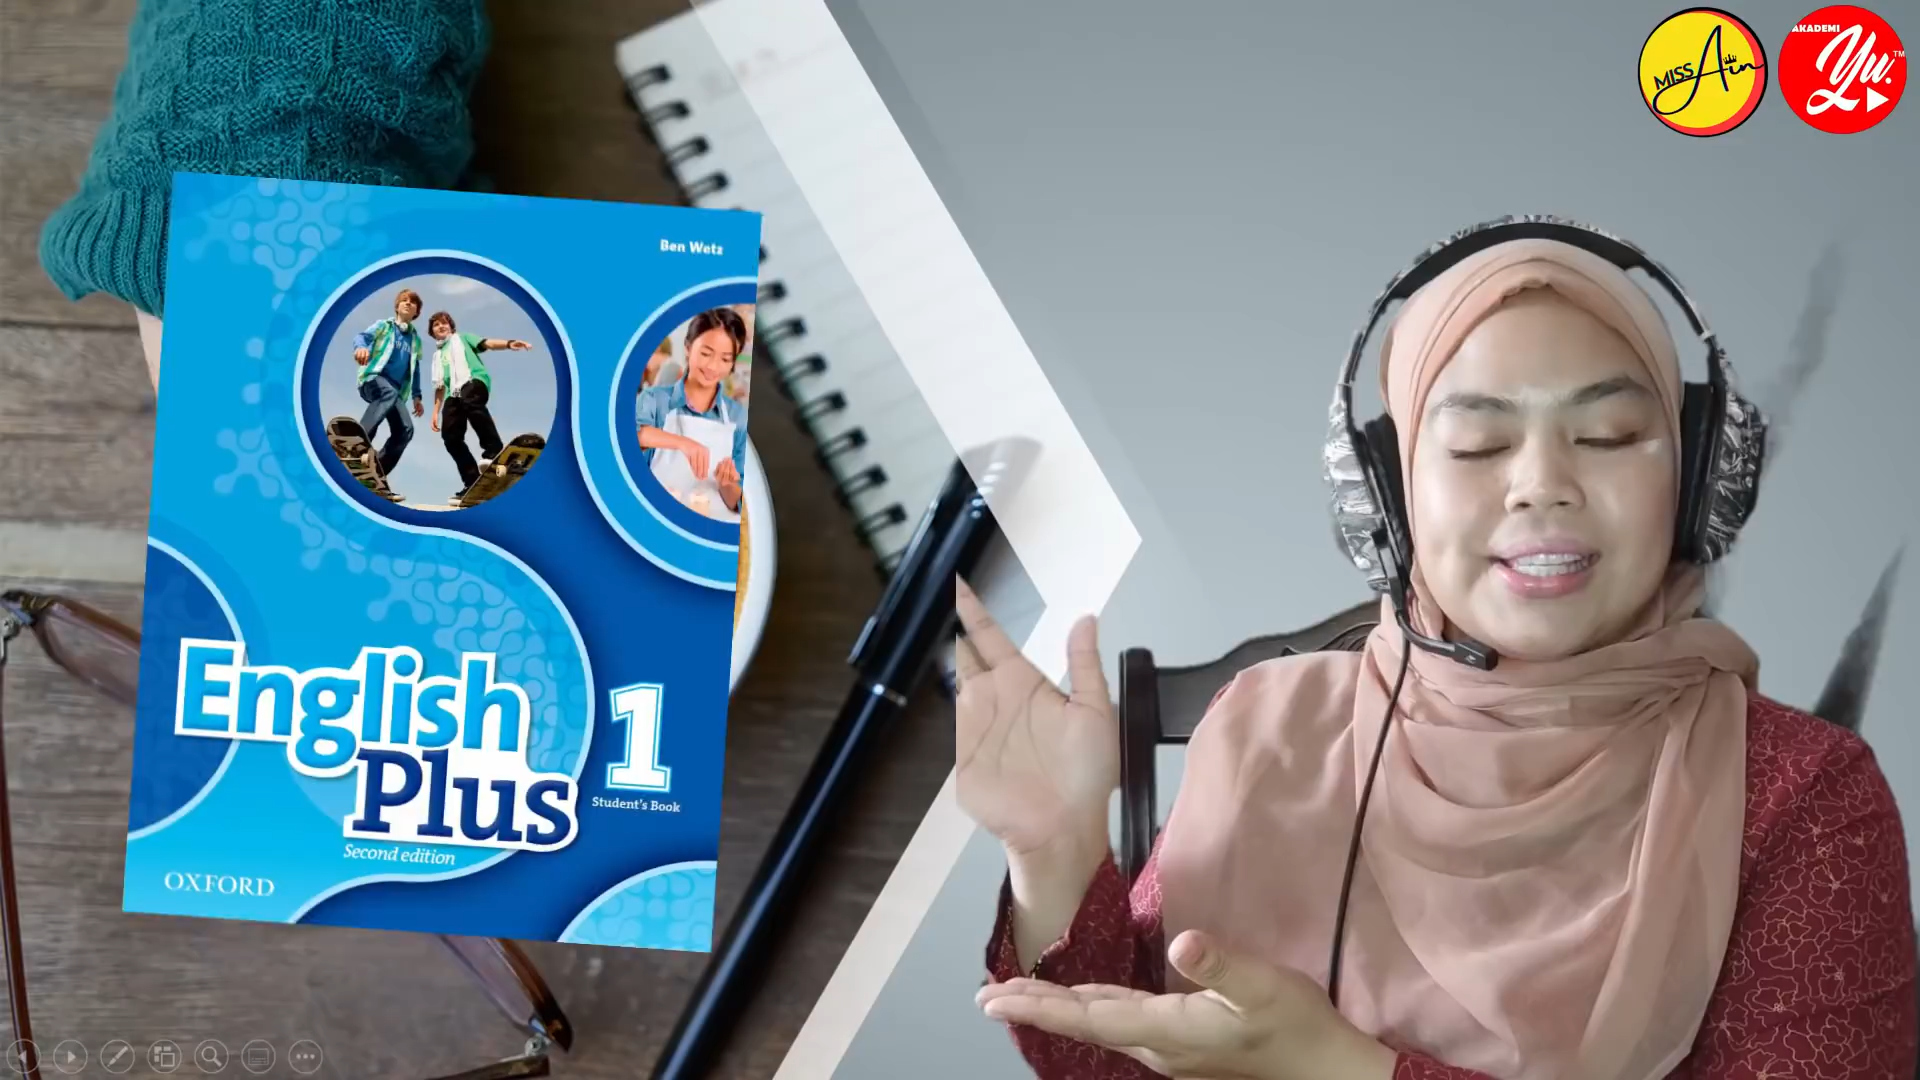 Ben Wetz
English
Plus
1
Student's Book
Second edition
OXFORD
MISS Ain
AKADEMI
Yu.
TM